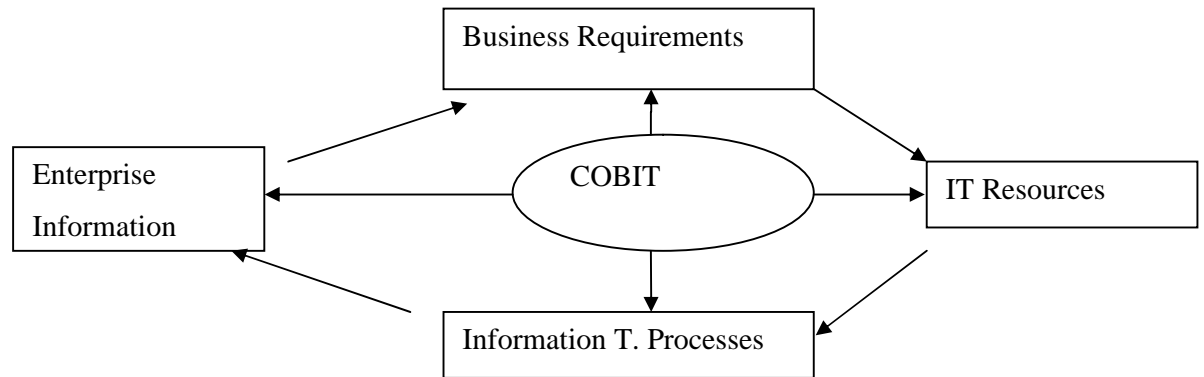 Business Requirements
Enterprise
Information
COBIT
IT Resources
Information T. Processes